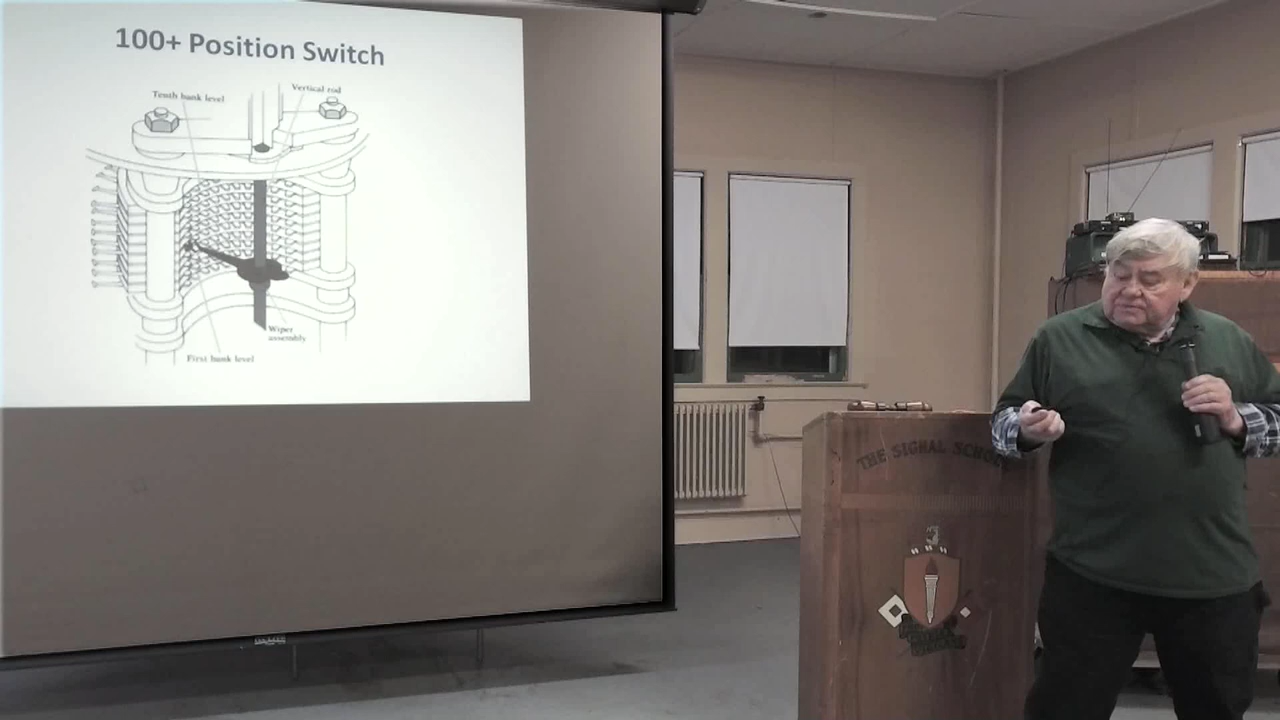 100+ Position Switch
Tenth bank level
Vertical rod
Wiper
assembly
First bank level
THE SIGNAL SCHOOL